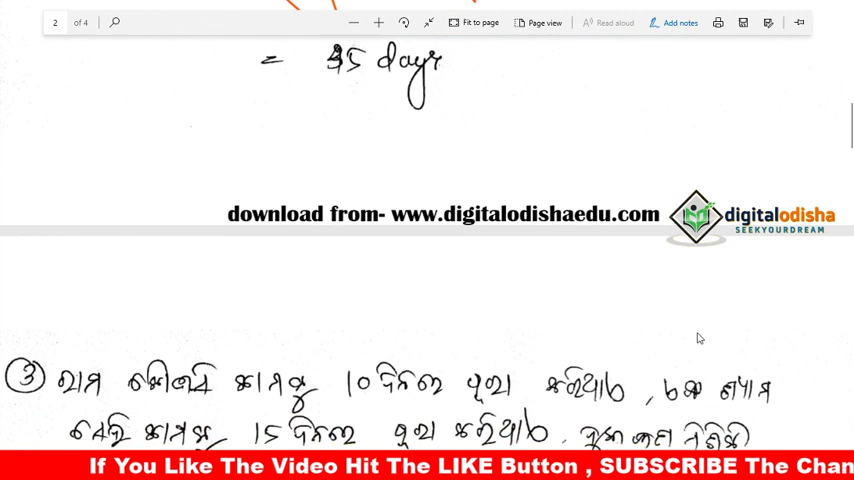 2 of 4 Fit to page Page view Read aloud Add notes
= 35 days
download from- www.digitalodishaedu.com
digitalodisha
SEEKYOURDREAM
③ ରାମ କୌଣସି କାମକୁ 10 ଦିନରେ ପୁରା କରିଥାଏ,
କାମକୁ 15 ଦିନରେ ପୁରା କରିଥାଏ.
If You Like The Video Hit The LIKE Button , SUBSCRIBE The Chan